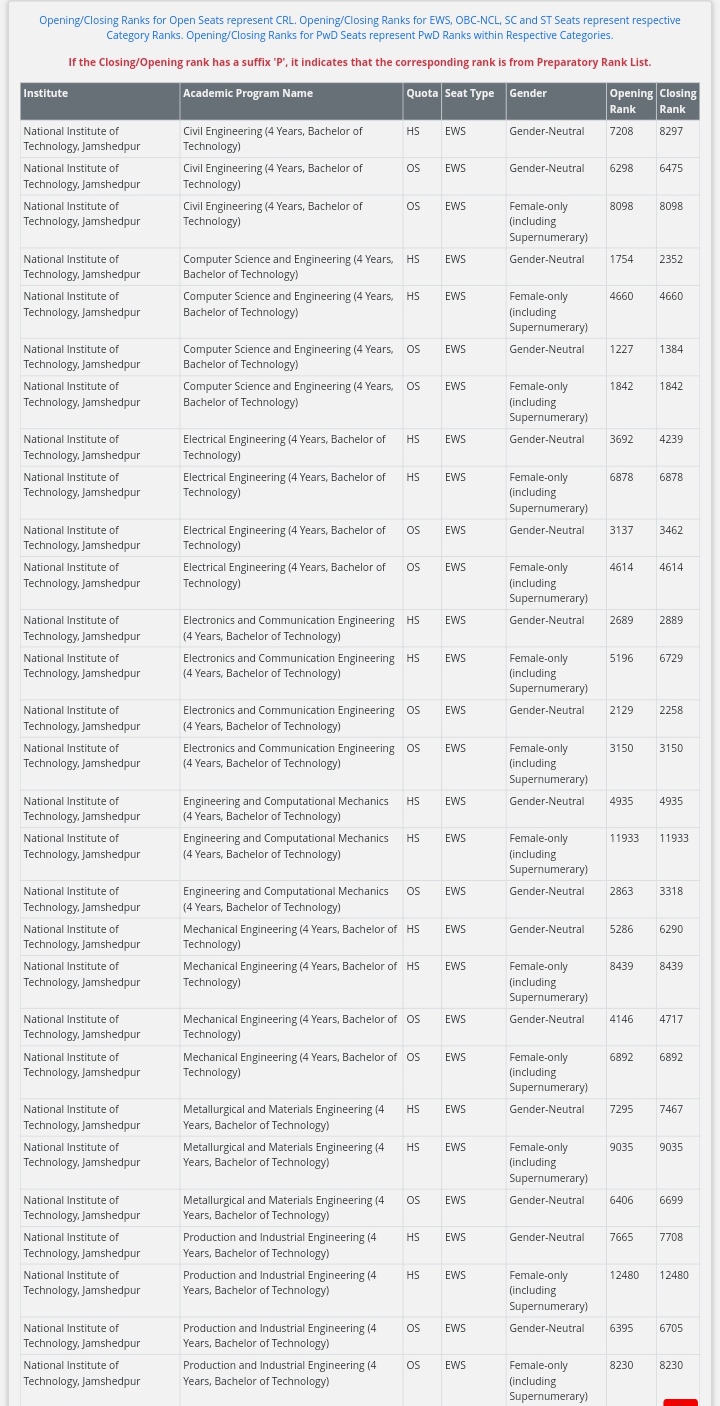 Opening/Closing Ranks for Open Seats represent CRL. Opening/Closing Ranks for EWS, OBC-NCL, SC and ST Seats represent respective
Category Ranks. Opening/Closing Ranks for PwD Seats represent PwD Ranks within Respective Categories.
If the Closing/Opening rank has a suffix 'P', it indicates that the corresponding rank is from Preparatory Rank List.
Institute Academic Program Name Quota Seat Type Gender Opening Closing
Rank Rank
National Institute of Civil Engineering (4 Years, Bachelor of HS EWS Gender-Neutral 7208 8297
Technology, Jamshedpur Technology)
National Institute of Civil Engineering (4 Years, Bachelor of OS EWS Gender-Neutral 6298 6475
Technology, Jamshedpur Technology)
National Institute of Civil Engineering (4 Years, Bachelor of OS EWS Female-only 8098 8098
Technology, Jamshedpur Technology) (including
Supernumerary)
National Institute of Computer Science and Engineering (4 Years, HS EWS Gender-Neutral 1754 2352
Technology, Jamshedpur Bachelor of Technology)
National Institute of Computer Science and Engineering (4 Years, HS EWS Female-only 4660 4660
Technology, Jamshedpur Bachelor of Technology) (including
Supernumerary)
National Institute of Computer Science and Engineering (4 Years, OS EWS Gender-Neutral 1227 1384
Technology, Jamshedpur Bachelor of Technology)
National Institute of Computer Science and Engineering (4 Years, OS EWS Female-only 1842 1842
Technology, Jamshedpur Bachelor of Technology) (including
Supernumerary)
National Institute of Electrical Engineering (4 Years, Bachelor of HS EWS Gender-Neutral 3692 4239
Technology, Jamshedpur Technology)
National Institute of Electrical Engineering (4 Years, Bachelor of HS EWS Female-only 6878 6878
Technology, Jamshedpur Technology) (including
Supernumerary)
National Institute of Electrical Engineering (4 Years, Bachelor of OS EWS Gender-Neutral 3137 3462
Technology, Jamshedpur Technology)
National Institute of Electrical Engineering (4 Years, Bachelor of OS EWS Female-only 4614 4614
Technology, Jamshedpur Technology) (including
Supernumerary)
National Institute of Electronics and Communication Engineering HS EWS Gender-Neutral 2689 2889
Technology, Jamshedpur (4 Years, Bachelor of Technology)
National Institute of Electronics and Communication Engineering HS EWS Female-only 5196 6729
Technology, Jamshedpur (4 Years, Bachelor of Technology) (including
Supernumerary)
National Institute of Electronics and Communication Engineering OS EWS Gender-Neutral 2129 2258
Technology, Jamshedpur (4 Years, Bachelor of Technology)
National Institute of Electronics and Communication Engineering OS EWS Female-only 3150 3150
Technology, Jamshedpur (4 Years, Bachelor of Technology) (including
Supernumerary)
National Institute of Engineering and Computational Mechanics HS EWS Gender-Neutral 4935 4935
Technology, Jamshedpur (4 Years, Bachelor of Technology)
National Institute of Engineering and Computational Mechanics HS EWS Female-only 11933 11933
Technology, Jamshedpur (4 Years, Bachelor of Technology) (including
Supernumerary)
National Institute of Engineering and Computational Mechanics OS EWS Gender-Neutral 2863 3318
Technology, Jamshedpur (4 Years, Bachelor of Technology)
National Institute of Mechanical Engineering (4 Years, Bachelor of HS EWS Gender-Neutral 5286 6290
Technology, Jamshedpur Technology)
National Institute of Mechanical Engineering (4 Years, Bachelor of HS EWS Female-only 8439 8439
Technology, Jamshedpur Technology) (including
Supernumerary)
National Institute of Mechanical Engineering (4 Years, Bachelor of OS EWS Gender-Neutral 4146 4717
Technology, Jamshedpur Technology)
National Institute of Mechanical Engineering (4 Years, Bachelor of OS EWS Female-only 6892 6892
Technology, Jamshedpur Technology) (including
Supernumerary)
National Institute of Metallurgical and Materials Engineering (4 HS EWS Gender-Neutral 7295 7467
Technology, Jamshedpur Years, Bachelor of Technology)
National Institute of Metallurgical and Materials Engineering (4 HS EWS Female-only 9035 9035
Technology, Jamshedpur Years, Bachelor of Technology) (including
Supernumerary)
National Institute of Metallurgical and Materials Engineering (4 OS EWS Gender-Neutral 6406 6699
Technology, Jamshedpur Years, Bachelor of Technology)
National Institute of Production and Industrial Engineering (4 HS EWS Gender-Neutral 7665 7708
Technology, Jamshedpur Years, Bachelor of Technology)
National Institute of Production and Industrial Engineering (4 HS EWS Female-only 12480 12480
Technology, Jamshedpur Years, Bachelor of Technology) (including
Supernumerary)
National Institute of Production and Industrial Engineering (4 OS EWS Gender-Neutral 6395 6705
Technology, Jamshedpur Years, Bachelor of Technology)
National Institute of Production and Industrial Engineering (4 OS EWS Female-only 8230 8230
Technology, Jamshedpur Years, Bachelor of Technology) (including
Supernumerary)